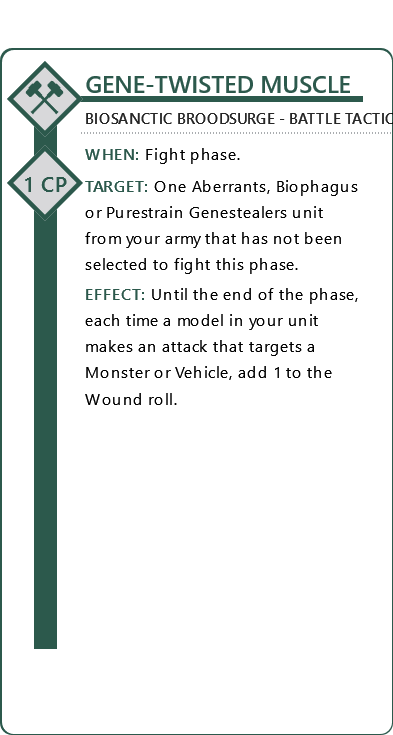 GENE-TWISTED MUSCLE
BIOSANCTIC BROODSURGE - BATTLE TACTIC
WHEN: Fight phase.
1 CP
TARGET: One Aberrants, Biophagus
or Purestrain Genestealers unit
from your army that has not been
selected to fight this phase.
EFFECT: Until the end of the phase,
each time a model in your unit
makes an attack that targets a
Monster or Vehicle, add 1 to the
Wound roll.